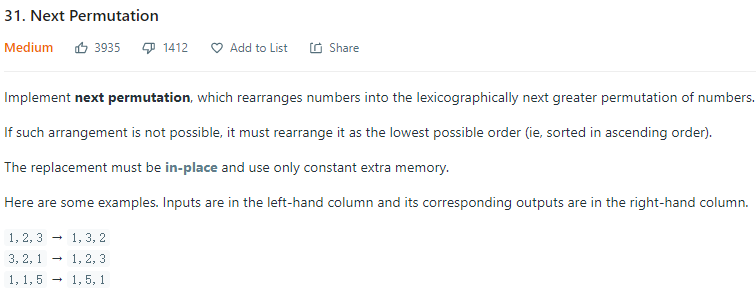 31. Next Permutation
Medium 3935 1412 Add to List Share
Implement next permutation, which rearranges numbers into the lexicographically next greater permutation of numbers.
If such arrangement is not possible, it must rearrange it as the lowest possible order (ie, sorted in ascending order).
The replacement must be in-place and use only constant extra memory.
Here are some examples. Inputs are in the left-hand column and its corresponding outputs are in the right-hand column.
1,2,3 → 1,3,2
3,2,1 → 1,2,3
1,1,5 → 1,5,1